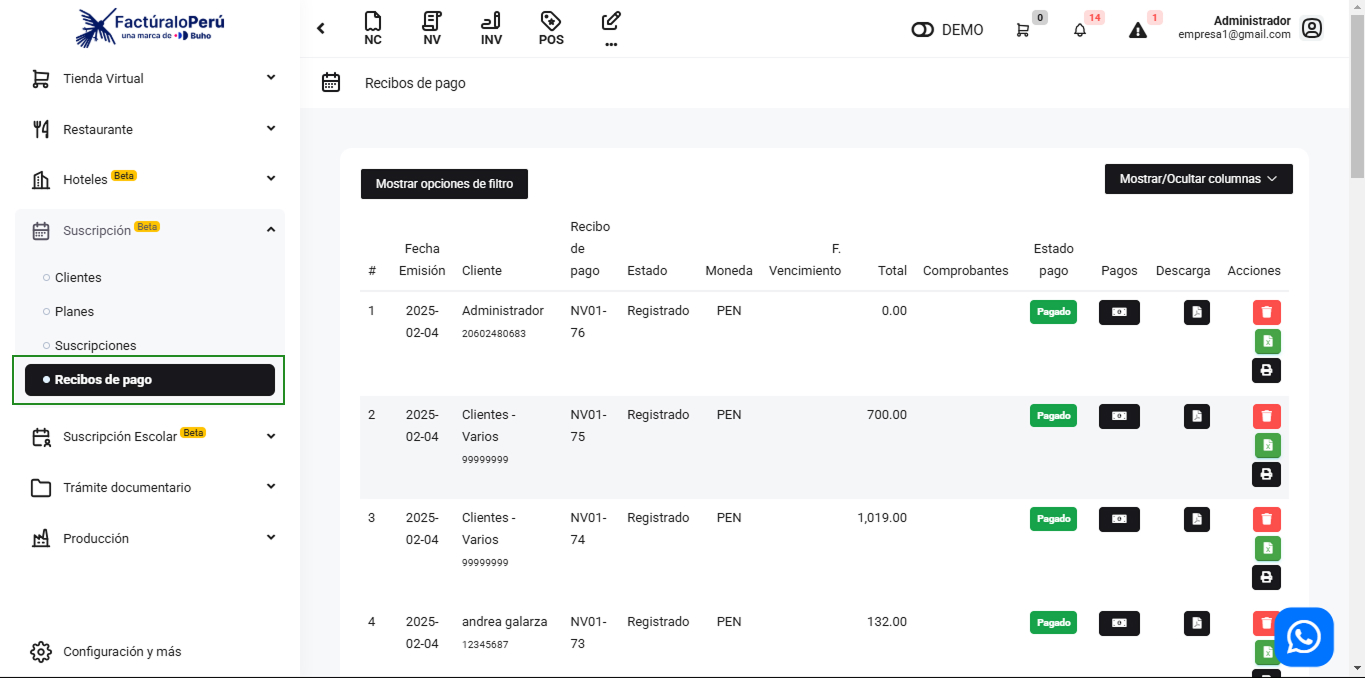 FactúraloPerú
una marca de Buho
NC
NV
INV
POS
...
DEMO
0
14
1
Administrador
empresa1@gmail.com
Tienda Virtual
Restaurante
Hoteles Beta
Suscripción Beta
Clientes
Planes
Suscripciones
Recibos de pago
Suscripción Escolar Beta
Trámite documentario
Producción
Configuración y más
Recibos de pago
Mostrar opciones de filtro
Mostrar/Ocultar columnas
#
Fecha
Emisión
Cliente
Recibo
de
pago
Estado
Moneda
F.
Vencimiento
Total
Comprobantes
Estado
pago
Pagos
Descarga
Acciones
1
2025-
02-04
Administrador
20602480683
NV01-
76
Registrado
PEN
0.00
Pagado
2
2025-
02-04
Clientes -
Varios
99999999
NV01-
75
Registrado
PEN
700.00
Pagado
3
2025-
02-04
Clientes -
Varios
99999999
NV01-
74
Registrado
PEN
1,019.00
Pagado
4
2025-
02-04
andrea galarza
12345687
NV01-
73
Registrado
PEN
132.00
Pagado